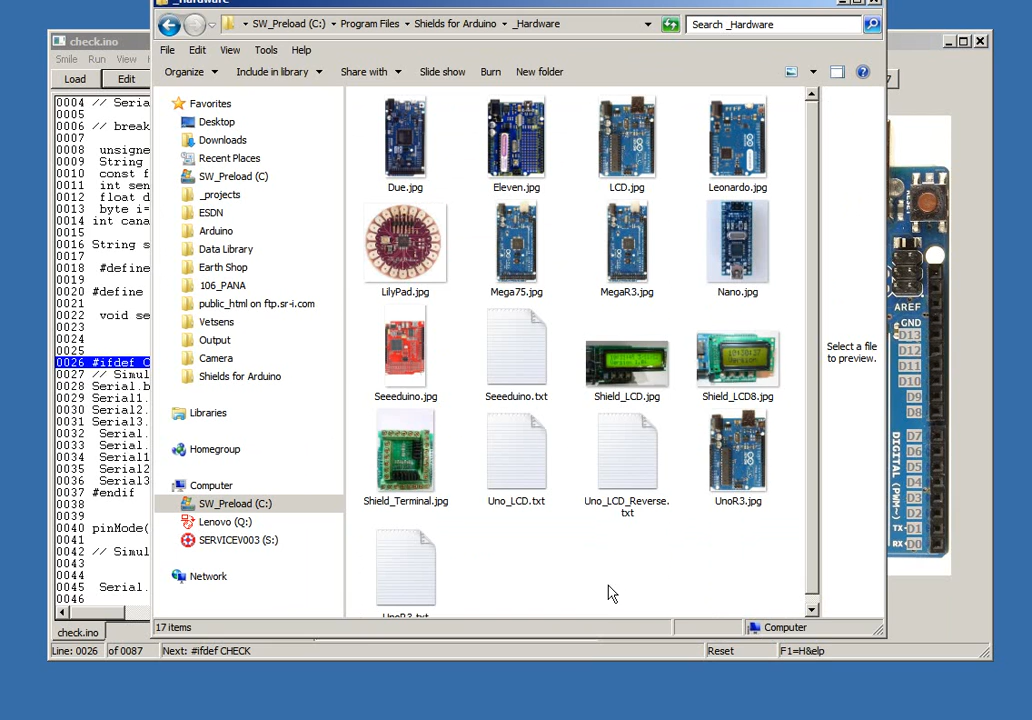 _Hardware
SW_Preload (C:) Program Files Shields for Arduino _Hardware
Search _Hardware
File Edit View Tools Help
Organize Include in library Share with Slide show Burn New folder
Favorites
Desktop
Downloads
Recent Places
SW_Preload (C)
_projects
ESDN
Arduino
Data Library
Earth Shop
106_PANA
public_html on ftp.sr-i.com
Vetsens
Output
Camera
Shields for Arduino
Libraries
Homegroup
Computer
SW_Preload (C:)
Lenovo (Q:)
SERVICEV003 (S:)
Network
Due.jpg Eleven.jpg LCD.jpg Leonardo.jpg
LilyPad.jpg Mega75.jpg MegaR3.jpg Nano.jpg
Seeeduino.jpg Seeeduino.txt Shield_LCD.jpg Shield_LCD8.jpg
Shield_Terminal.jpg Uno_LCD.txt Uno_LCD_Reverse.txt UnoR3.jpg
UnoR3.txt
Select a file
to preview.
17 items
Computer
check.ino
Smile Run View
Load Edit
0004 // Seria
0005
0006 // break
0007
0008 unsigne
0009 String
0010 const f
0011 int sen
0012 float d
0013 byte i=
0014 int cana
0015
0016 String s
0017
0018 #define
0019
0020 #define
0021
0022 void se
0023
0024
0025
0026 #ifdef C
0027 // Simul
0028 Serial.b
0029 Serial1.
0030 Serial2.
0031 Serial3.
0032 Serial.
0033 Serial.
0034 Serial1
0035 Serial2
0036 Serial3
0037 #endif
0038
0039
0040 pinMode(
0041
0042 // Simul
0043
0044
0045 Serial.
0046
check.ino
Line: 0026 of 0087 Next: #ifdef CHECK Reset F1=H&elp
AREF
GND
D13
D12
D11
D10
D9
D8
D7
D6
D5
D4
D3
D2
TX D1
RX D0
DIGITAL (PWM~)